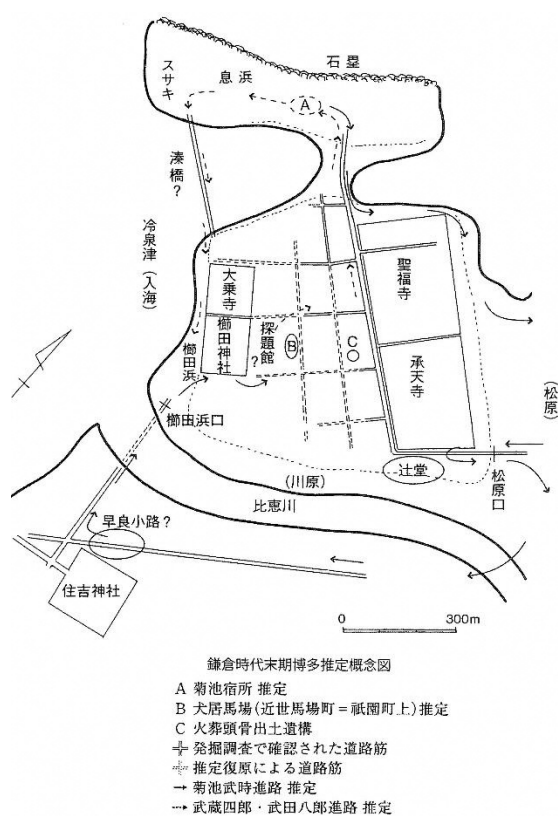 石塁
息浜
スサキ
A
湊橋?
冷泉津(入海)
大乗寺
櫛田神社
探題館?
B
C
聖福寺
承天寺
櫛田浜
櫛田浜口
(松原)
松原口
辻堂
(川原)
比恵川
早良小路?
住吉神社
0 300m
鎌倉時代末期博多推定概念図
A 菊池宿所 推定
B 犬居馬場(近世馬場町=祇園町上)推定
C 火葬頭骨出土遺構
発掘調査で確認された道路筋
推定復原による道路筋
菊池武時進路 推定
武蔵四郎・武田八郎進路 推定